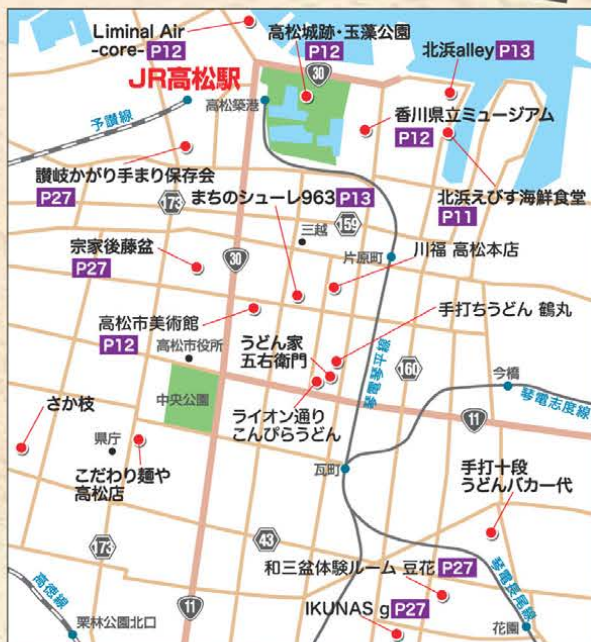 Liminal Air
-core- P12
高松城跡・玉藻公園
P12
北浜alley P13
JR高松駅
30
高松築港
予讃線
香川県立ミュージアム
P12
讃岐かがり手まり保存会
P27
173
まちのシューレ963 P13
北浜えびす海鮮食堂
P11
三越
159
宗家後藤盆
P27
30
片原町
川福 高松本店
高松市美術館
P12
手打ちうどん 鶴丸
うどん家
五右衛門
高松市役所
160
今橋
中央公園
さか枝
ライオン通り
こんぴらうどん
11
琴電志度線
県庁
こだわり麺や
高松店
瓦町
手打十段
うどんバカ一代
173
43
和三盆体験ルーム 豆花 P27
高徳線
11
IKUNAS g P27
琴電長尾線
栗林公園北口
花園